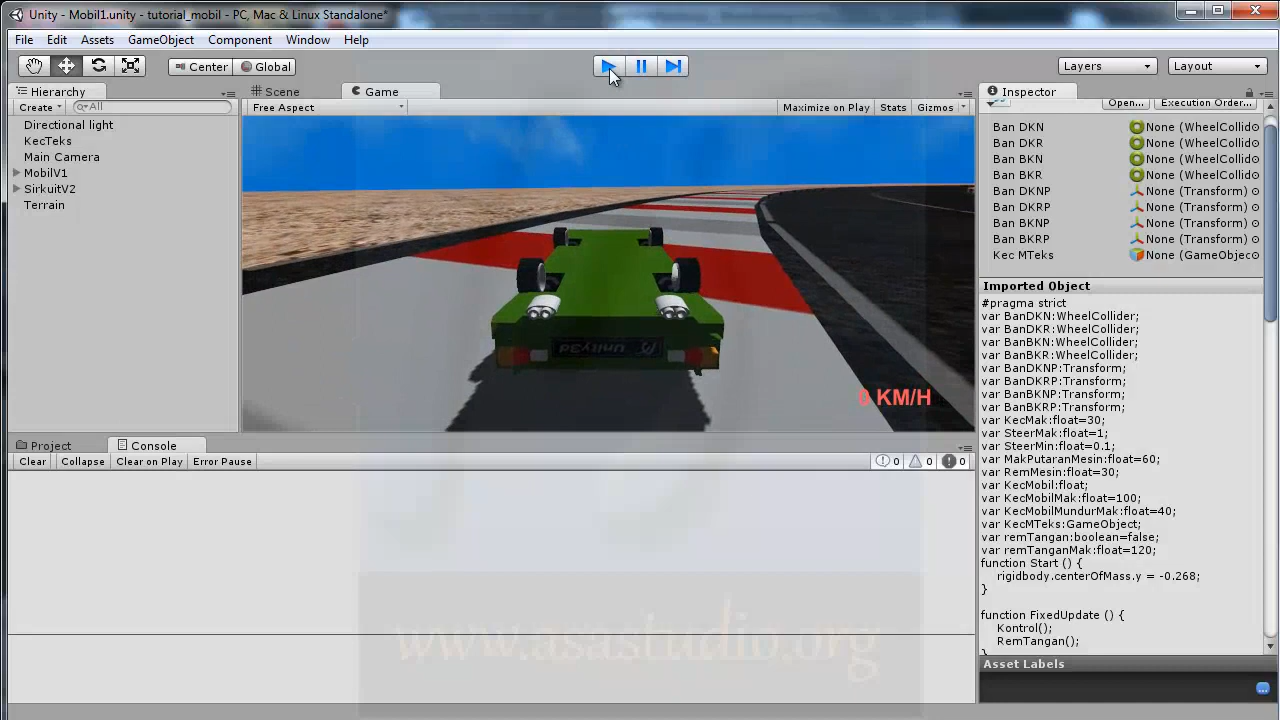 Unity - Mobil1.unity - tutorial_mobil - PC, Mac & Linux Standalone*
File Edit Assets GameObject Component Window Help
Center Global Layers Layout
Hierarchy
Create All
Directional light
KecTeks
Main Camera
MobilV1
SirkuitV2
Terrain
Scene Game
Free Aspect Maximize on Play Stats Gizmos
unity3d
0 KM/H
Project Console
Clear Collapse Clear on Play Error Pause 0 0 0
www.asastudio.org
Inspector
Open... Execution Order...
Ban DKN None (WheelCollid
Ban DKR None (WheelCollid
Ban BKN None (WheelCollid
Ban BKR None (WheelCollid
Ban DKNP None (Transform)
Ban DKRP None (Transform)
Ban BKNP None (Transform)
Ban BKRP None (Transform)
Kec MTeks None (GameObjec
Imported Object
#pragma strict
var BanDKN:WheelCollider;
var BanDKR:WheelCollider;
var BanBKN:WheelCollider;
var BanBKR:WheelCollider;
var BanDKNP:Transform;
var BanDKRP:Transform;
var BanBKNP:Transform;
var BanBKRP:Transform;
var KecMak:float=30;
var SteerMak:float=1;
var SteerMin:float=0.1;
var MakPutaranMesin:float=60;
var RemMesin:float=30;
var KecMobil:float;
var KecMobilMak:float=100;
var KecMobilMundurMak:float=40;
var KecMTeks:GameObject;
var remTangan:boolean=false;
var remTanganMak:float=120;
function Start () {
rigidbody.centerOfMass.y = -0.268;
}
function FixedUpdate () {
Kontrol();
RemTangan();
Asset Labels